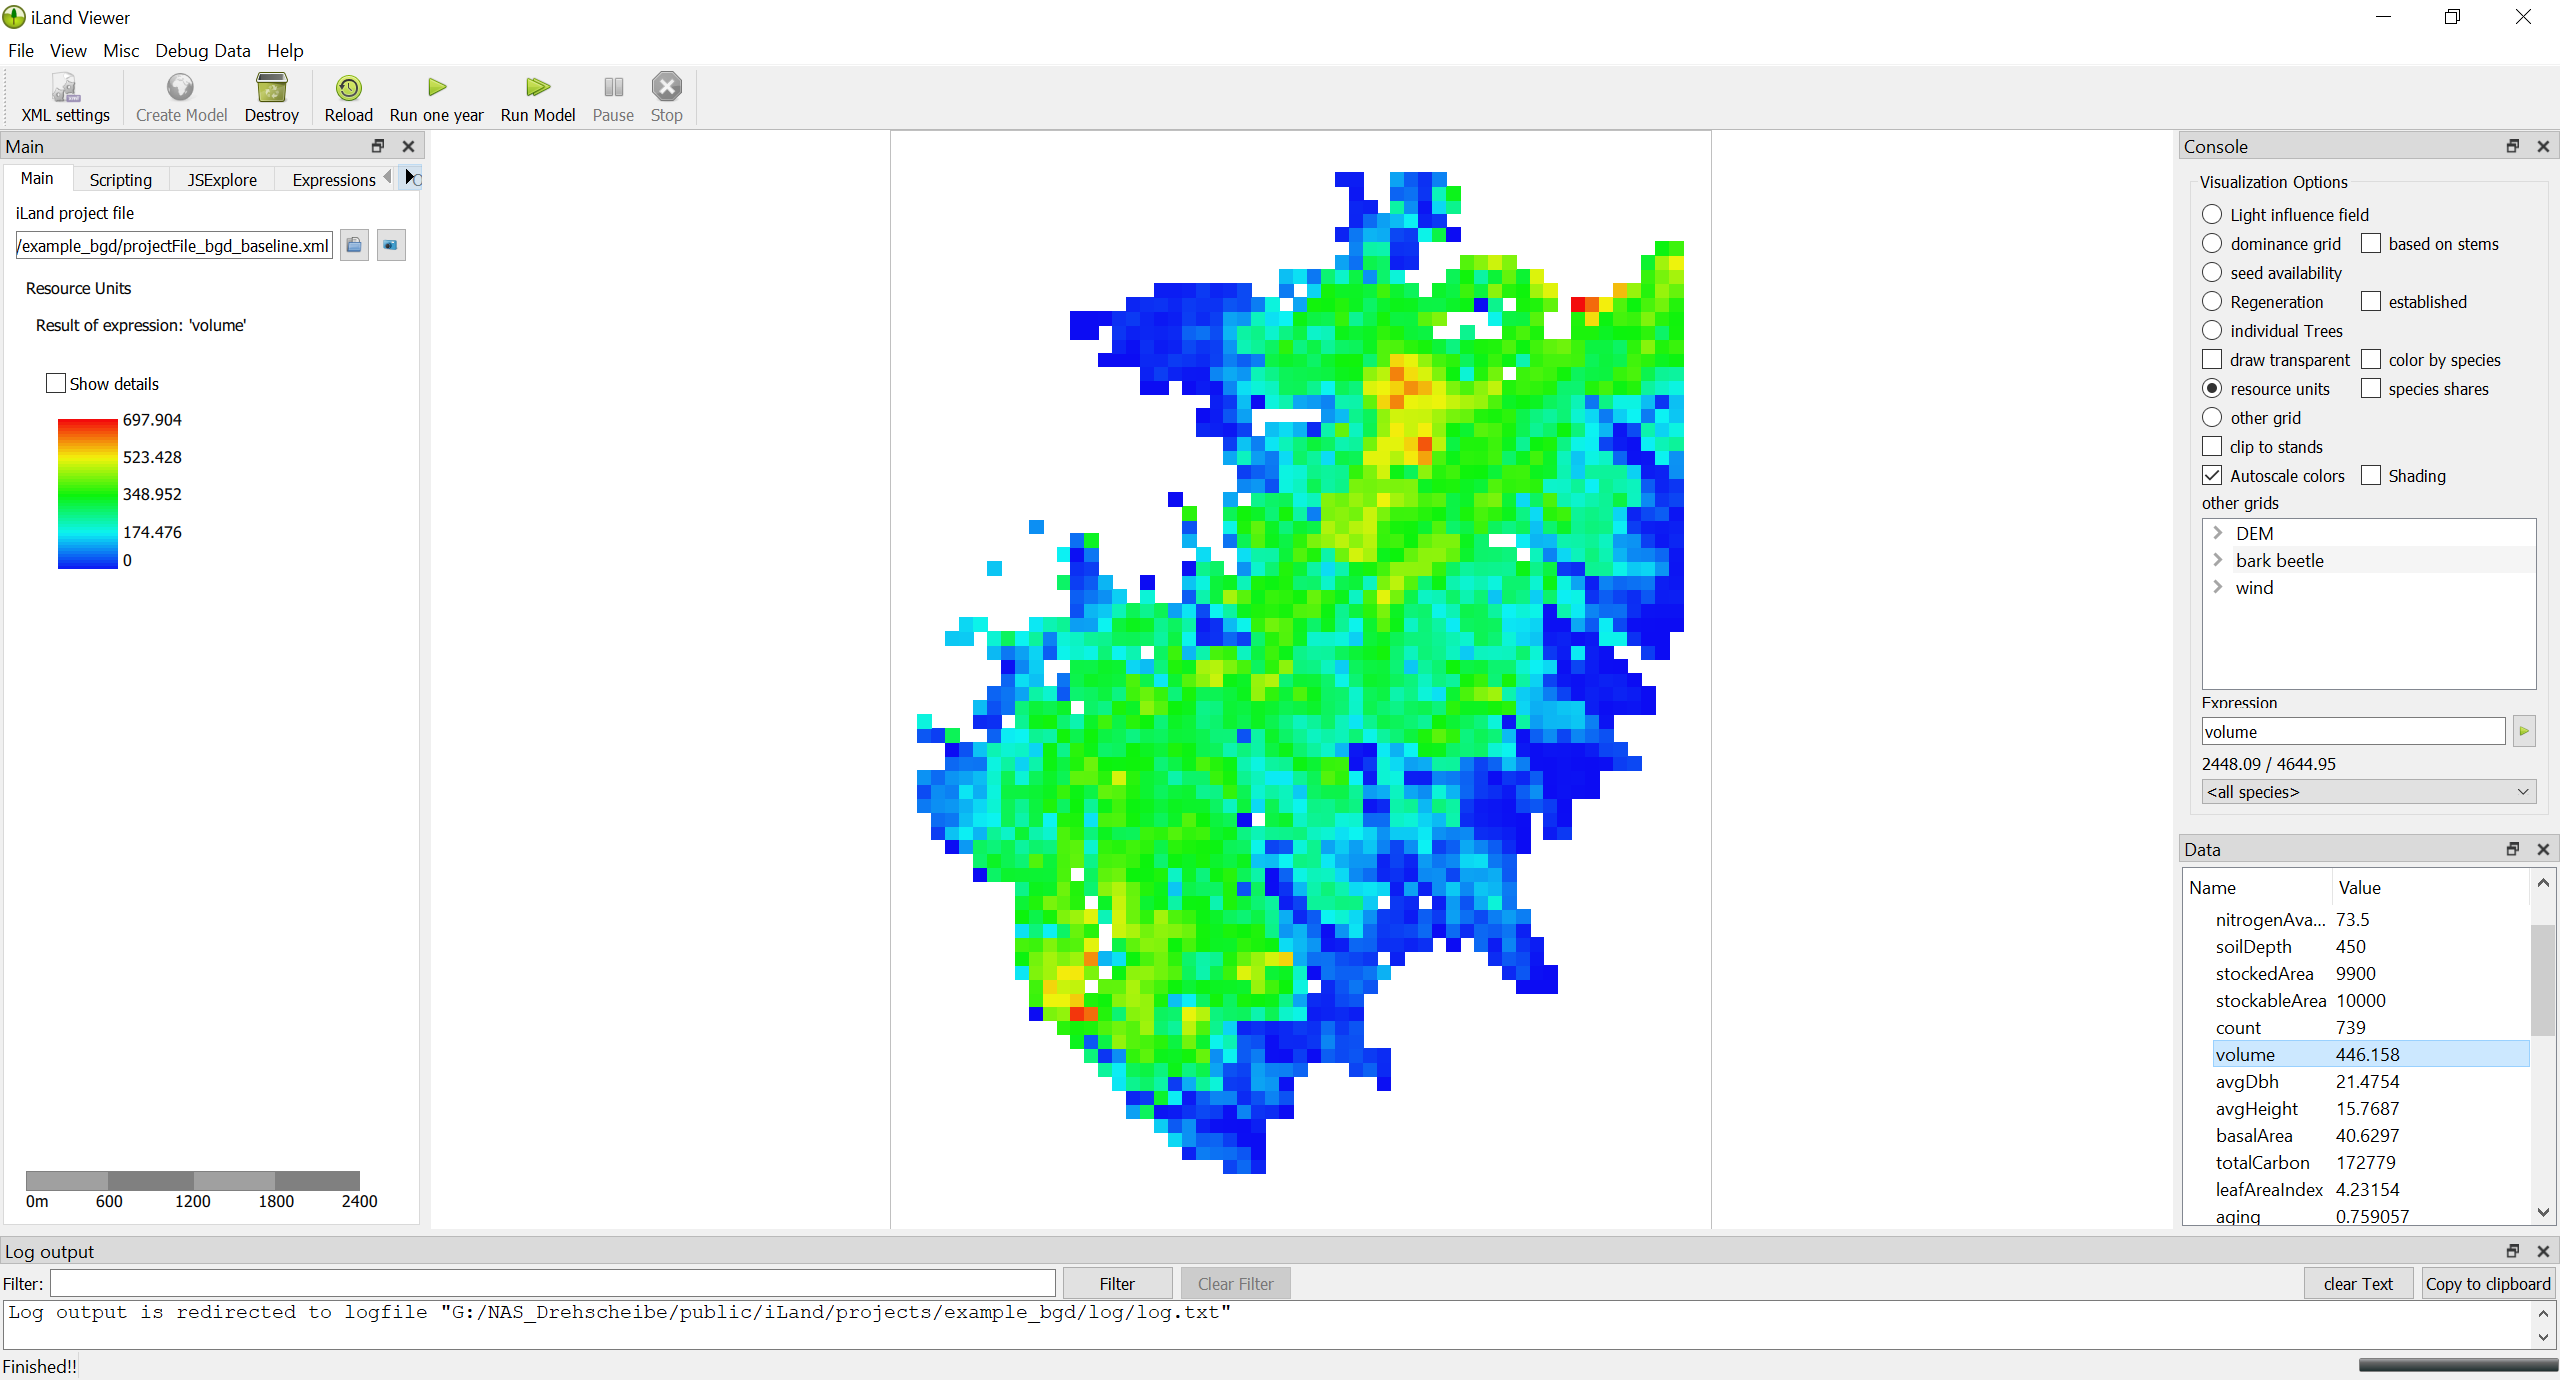 iLand Viewer
File View Misc Debug Data Help
XML settings Create Model Destroy Reload Run one year Run Model Pause Stop
Main
Main Scripting JSExplore Expressions
iLand project file
/example_bgd/projectFile_bgd_baseline.xml
Resource Units
Result of expression: 'volume'
Show details
697.904
523.428
348.952
174.476
0
0m 600 1200 1800 2400
Console
Visualization Options
Light influence field
dominance grid based on stems
seed availability
Regeneration established
individual Trees
draw transparent color by species
resource units species shares
other grid
clip to stands
Autoscale colors Shading
other grids
DEM
bark beetle
wind
Expression
volume
2448.09 / 4644.95
<all species>
Data
Name Value
nitrogenAva... 73.5
soilDepth 450
stockedArea 9900
stockableArea 10000
count 739
volume 446.158
avgDbh 21.4754
avgHeight 15.7687
basalArea 40.6297
totalCarbon 172779
leafAreaIndex 4.23154
aging 0.759057
Log output
Filter: Filter Clear Filter clear Text Copy to clipboard
Log output is redirected to logfile "G:/NAS_Drehscheibe/public/iLand/projects/example_bgd/log/log.txt"
Finished!!